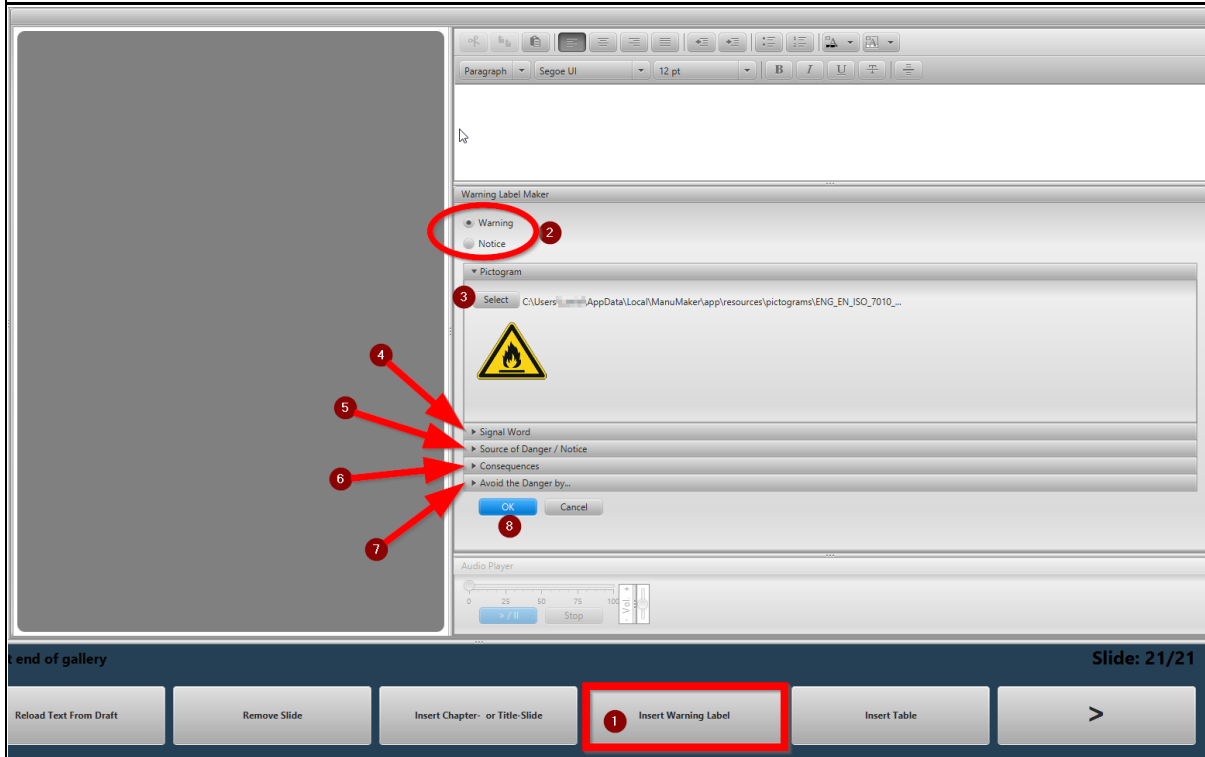 Paragraph Segoe UI 12 pt B I U T
Warning Label Maker
Warning
Notice
2
Pictogram
3
Select C:\Users\ \AppData\Local\ManuMaker\app\resources\pictograms\ENG_EN_ISO_7010_...
4
Signal Word
5
Source of Danger / Notice
6
Consequences
7
Avoid the Danger by...
OK Cancel
8
Audio Player
0 25 50 75 100
> / II Stop
- Vol. +
t end of gallery
Slide: 21/21
Reload Text From Draft
Remove Slide
Insert Chapter- or Title-Slide
1
Insert Warning Label
Insert Table
>